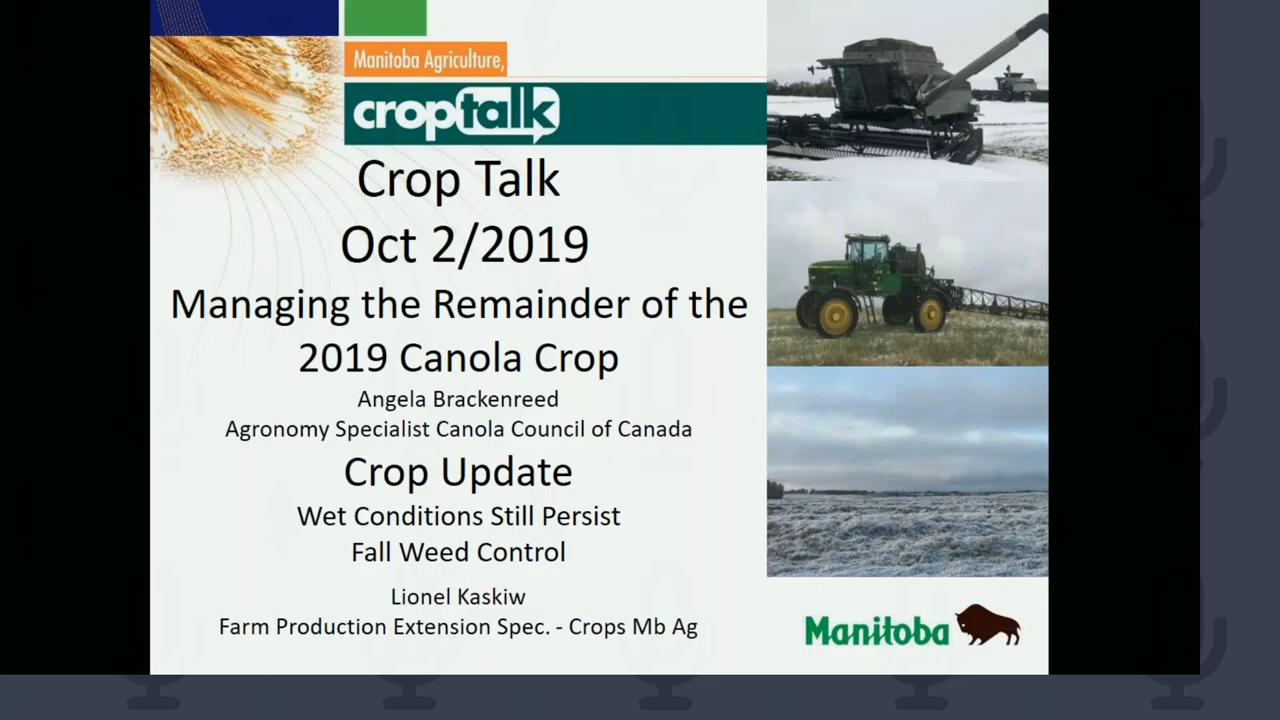 Manitoba Agriculture,
croptalk
Crop Talk
Oct 2/2019
Managing the Remainder of the
2019 Canola Crop
Angela Brackenreed
Agronomy Specialist Canola Council of Canada
Crop Update
Wet Conditions Still Persist
Fall Weed Control
Lionel Kaskiw
Farm Production Extension Spec. - Crops Mb Ag
Manitoba